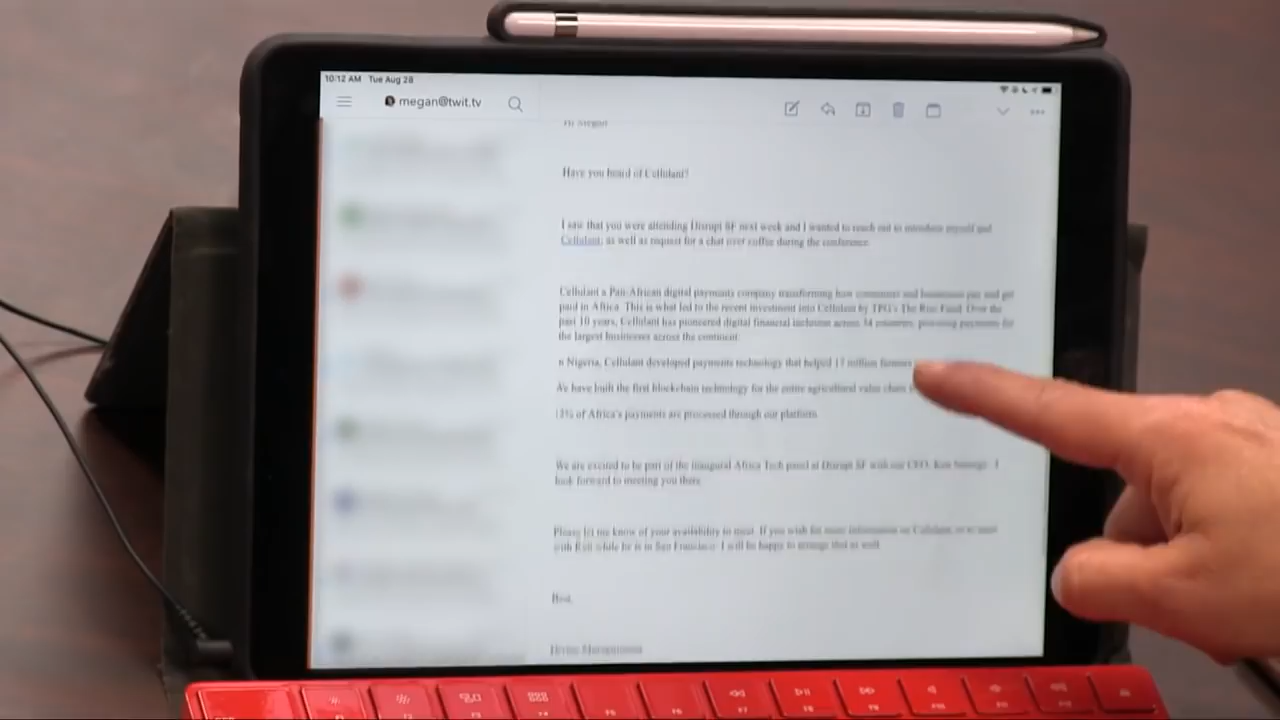 10:12 AM Tue Aug 28
megan@twit.tv
Hi Megan
Have you heard of Cellulant?
I saw that you were attending Disrupt SF next week and I wanted to reach out to introduce myself and
Cellulant, as well as request for a chat over coffee during the conference.
Cellulant a Pan-African digital payments company transforming how consumers and businesses pay and get
paid in Africa. This is what led to the recent investment into Cellulant by TPG's The Rise Fund. Over the
past 10 years, Cellulant has pioneered digital financial inclusion across 34 countries, powering payments for
the largest businesses across the continent.
n Nigeria, Cellulant developed payments technology that helped 17 million farmers
We have built the first blockchain technology for the entire agricultural value chain
12% of Africa's payments are processed through our platform.
We are excited to be part of the inaugural Africa Tech panel at Disrupt SF with our CEO, Ken I
look forward to meeting you there.
Please let me know of your availability to meet. If you wish for more information on Cellulant, or to meet
with Ken while he is in San Francisco, I will be happy to arrange that as well.
Best,